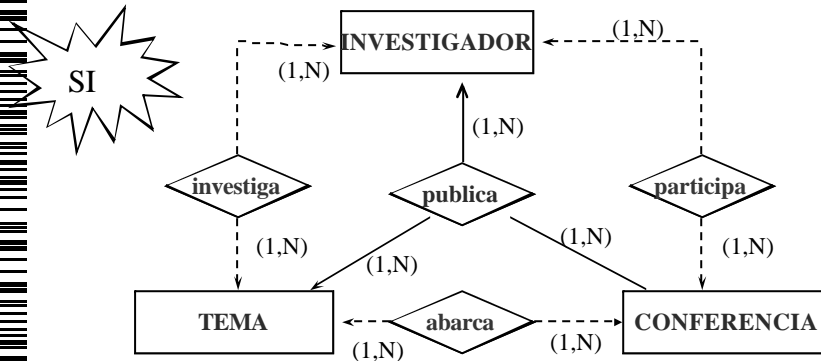 INVESTIGADOR
(1,N)
(1,N)
SI
(1,N)
investiga
publica
participa
(1,N)
(1,N)
(1,N)
(1,N)
TEMA
abarca
CONFERENCIA
(1,N)
(1,N)